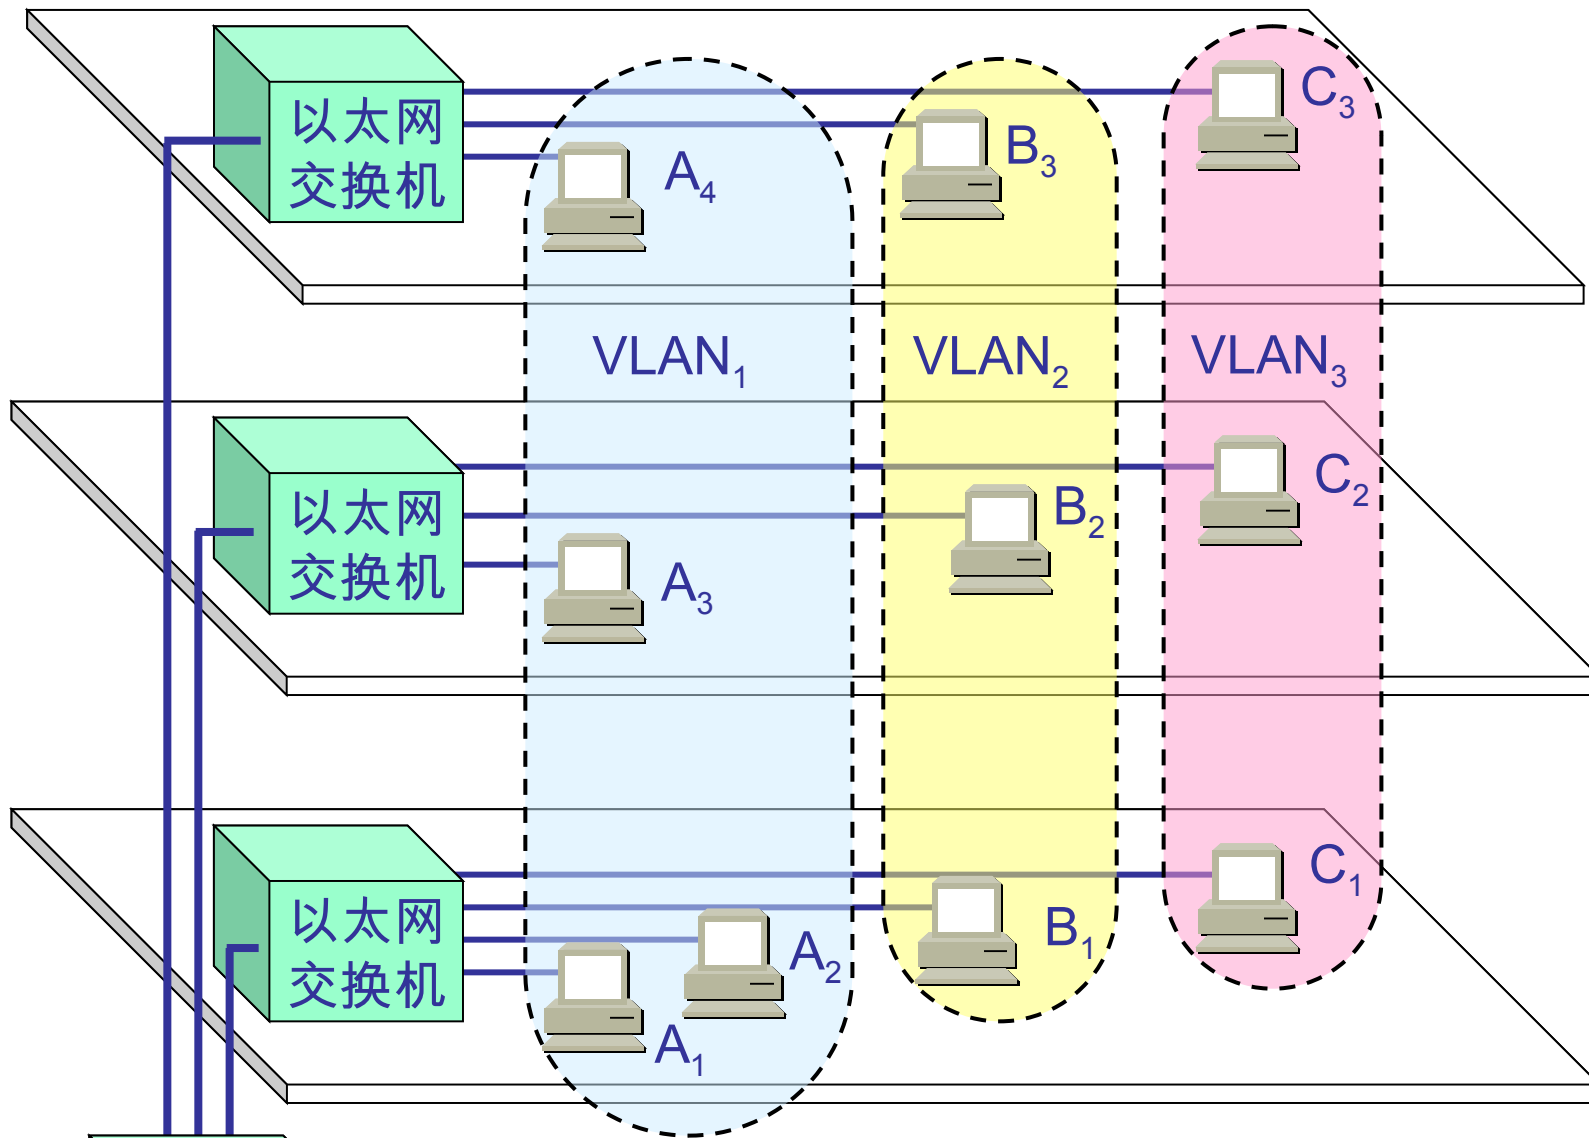 以太网
交换机
A₄
B₃
C₃
VLAN₁
VLAN₂
VLAN₃
以太网
交换机
A₃
B₂
C₂
以太网
交换机
A₁
A₂
B₁
C₁